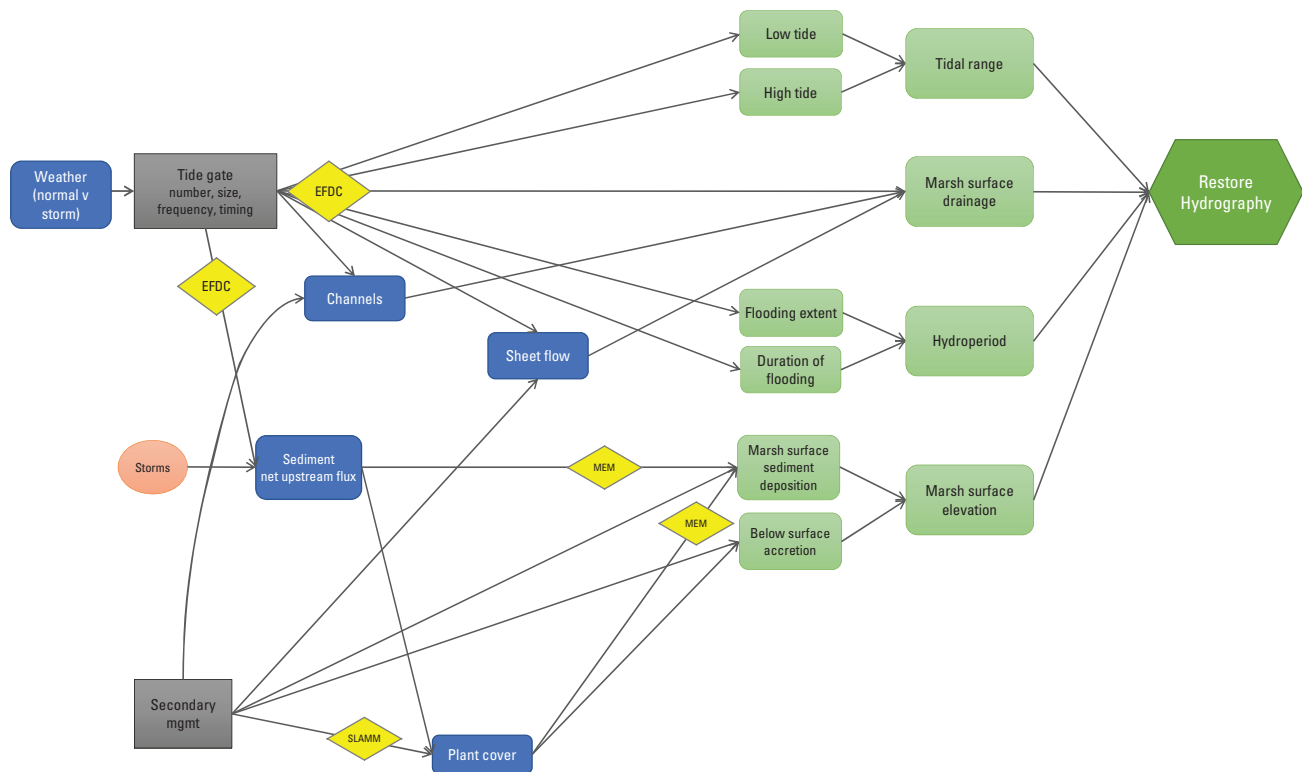 Low tide
Tidal range
High tide
Weather
(normal v
storm)
Tide gate
number, size,
frequency, timing
EFDC
Marsh surface
drainage
Restore
Hydrography
EFDC
Channels
Flooding extent
Hydroperiod
Sheet flow
Duration of
flooding
Storms
Sediment
net upstream flux
MEM
Marsh surface
sediment
deposition
Marsh surface
elevation
MEM
Below surface
accretion
Secondary
mgmt
SLAMM
Plant cover